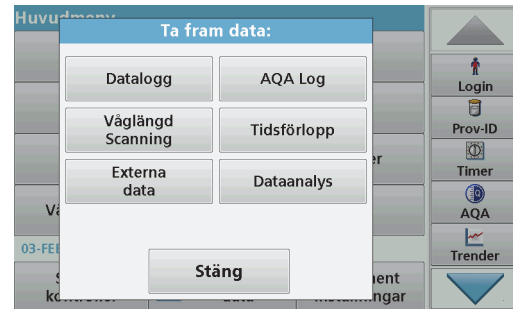 Ta fram data:
Datalogg
AQA Log
Våglängd
Scanning
Tidsförlopp
Externa
data
Dataanalys
Stäng
Login
Prov-ID
Timer
AQA
Trender